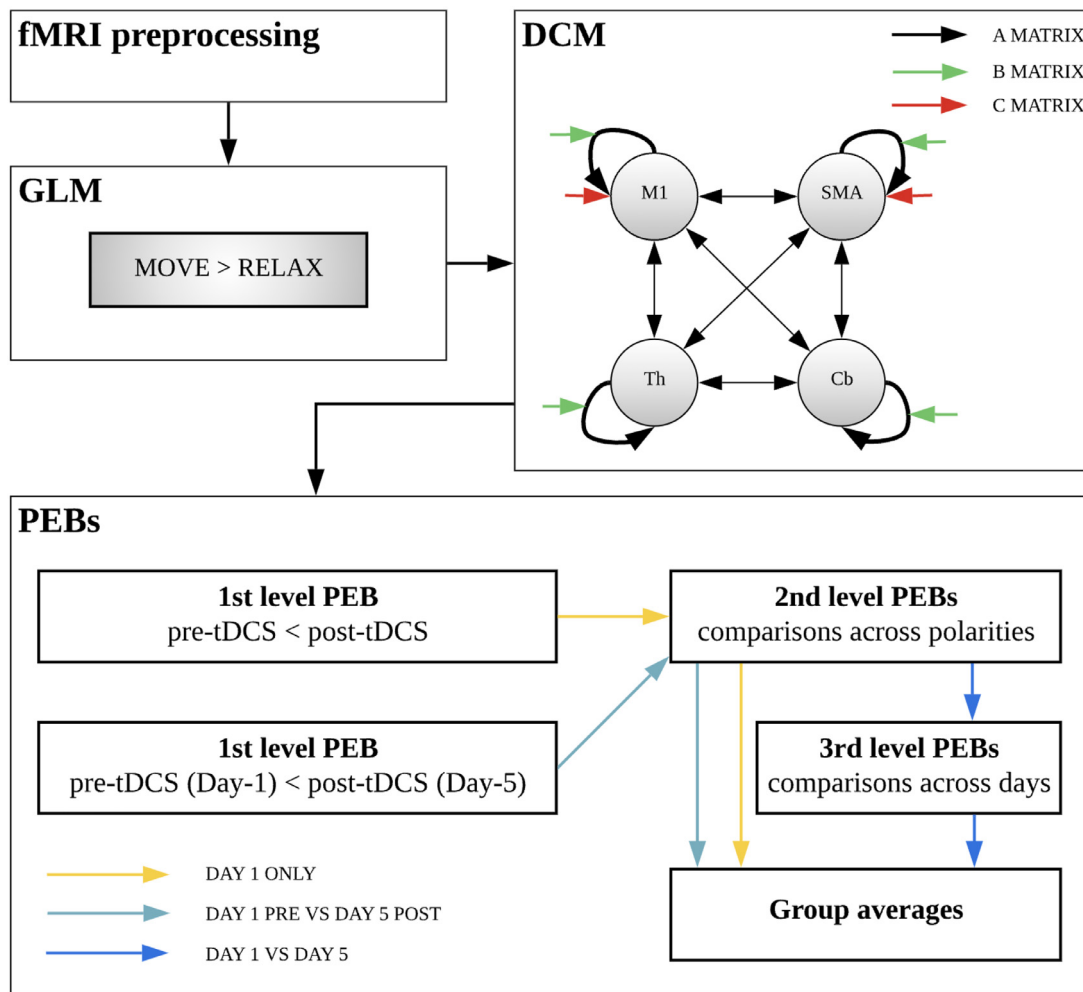 fMRI preprocessing
GLM
MOVE > RELAX
DCM
A MATRIX
B MATRIX
C MATRIX
M1
SMA
Th
Cb
PEBs
1st level PEB
pre-tDCS < post-tDCS
2nd level PEBs
comparisons across polarities
1st level PEB
pre-tDCS (Day-1) < post-tDCS (Day-5)
3rd level PEBs
comparisons across days
Group averages
DAY 1 ONLY
DAY 1 PRE VS DAY 5 POST
DAY 1 VS DAY 5